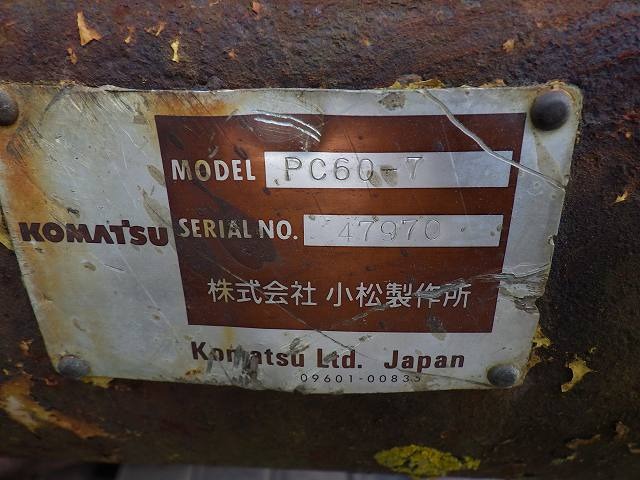 MODEL PC60-7
KOMATSU
SERIAL NO. 47970
株式会社 小松製作所
Komatsu Ltd. Japan
09601-00835